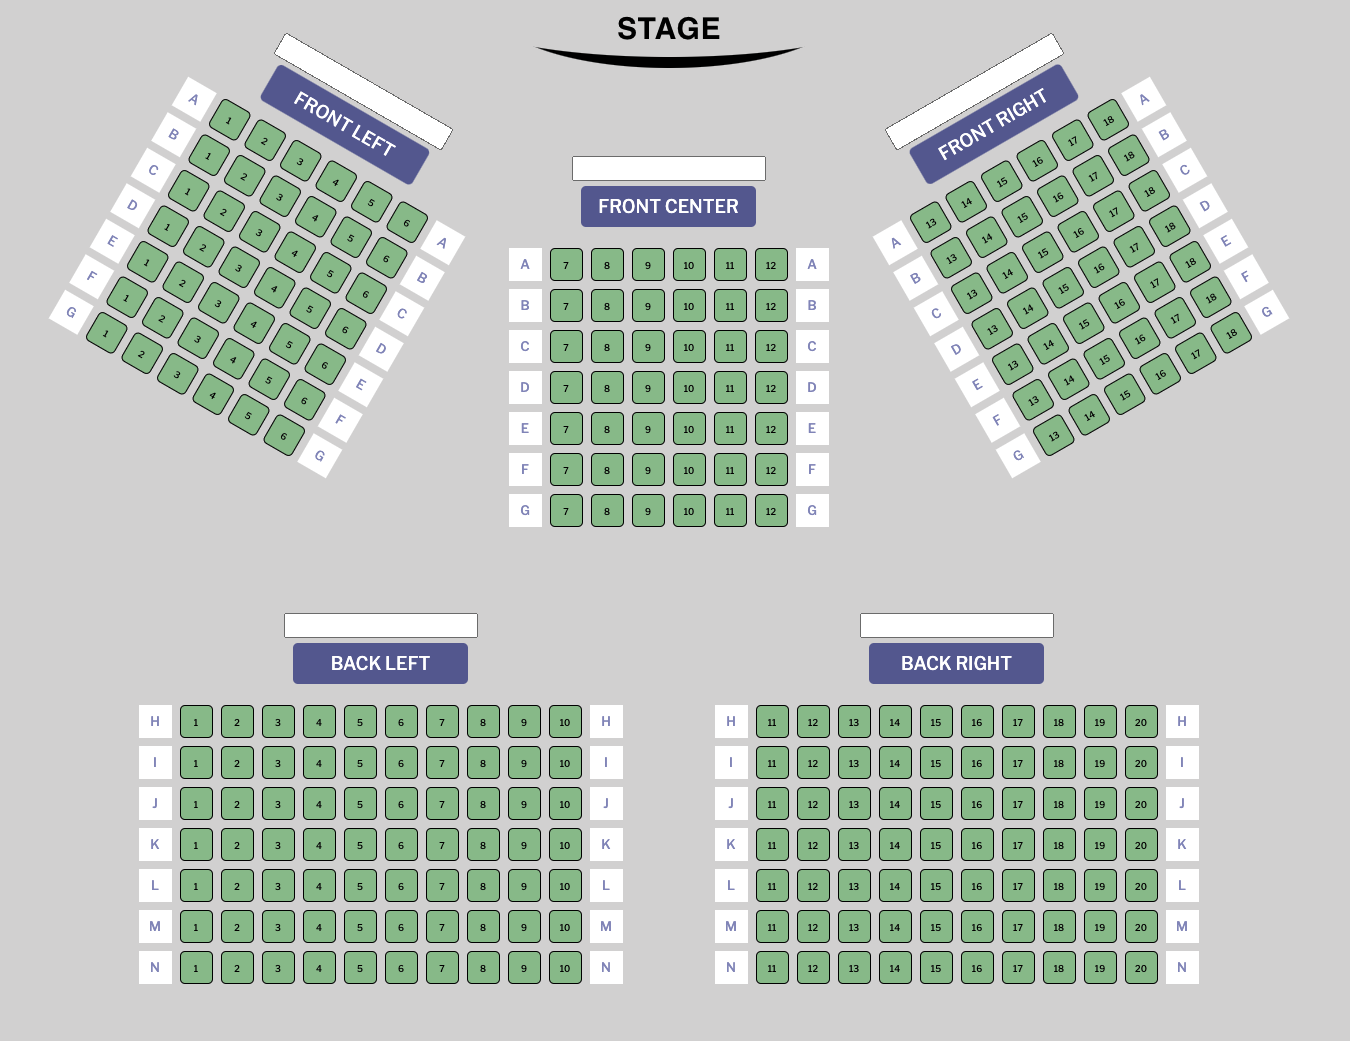 STAGE
FRONT LEFT
A 1 2 3 4 5 6 A
B 1 2 3 4 5 6 B
C 1 2 3 4 5 6 C
D 1 2 3 4 5 6 D
E 1 2 3 4 5 6 E
F 1 2 3 4 5 6 F
G 1 2 3 4 5 6 G
FRONT CENTER
A 7 8 9 10 11 12 A
B 7 8 9 10 11 12 B
C 7 8 9 10 11 12 C
D 7 8 9 10 11 12 D
E 7 8 9 10 11 12 E
F 7 8 9 10 11 12 F
G 7 8 9 10 11 12 G
FRONT RIGHT
A 13 14 15 16 17 18 A
B 13 14 15 16 17 18 B
C 13 14 15 16 17 18 C
D 13 14 15 16 17 18 D
E 13 14 15 16 17 18 E
F 13 14 15 16 17 18 F
G 13 14 15 16 17 18 G
BACK LEFT
H 1 2 3 4 5 6 7 8 9 10 H
I 1 2 3 4 5 6 7 8 9 10 I
J 1 2 3 4 5 6 7 8 9 10 J
K 1 2 3 4 5 6 7 8 9 10 K
L 1 2 3 4 5 6 7 8 9 10 L
M 1 2 3 4 5 6 7 8 9 10 M
N 1 2 3 4 5 6 7 8 9 10 N
BACK RIGHT
H 11 12 13 14 15 16 17 18 19 20 H
I 11 12 13 14 15 16 17 18 19 20 I
J 11 12 13 14 15 16 17 18 19 20 J
K 11 12 13 14 15 16 17 18 19 20 K
L 11 12 13 14 15 16 17 18 19 20 L
M 11 12 13 14 15 16 17 18 19 20 M
N 11 12 13 14 15 16 17 18 19 20 N